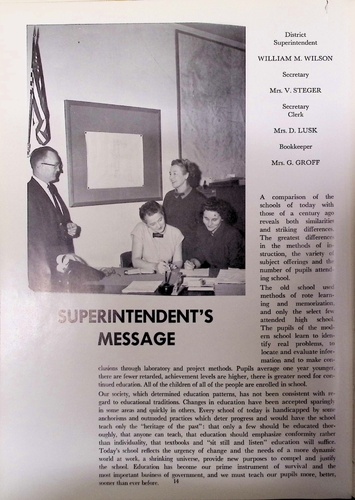 District
Superintendent
WILLIAM M. WILSON
Secretary
Mrs. V. STEGER
Secretary
Clerk
Mrs. D. LUSK
Bookkeeper
Mrs. G. GROFF
SUPERINTENDENT'S
MESSAGE
A comparison of the
schools of today with
those of a century ago
reveals both similarities
and striking differences.
The greatest differences
in the methods of in-
struction, the variety of
subject offerings and the
number of pupils attend-
ing school.
The old school used
methods of rote learn-
ing and memorization,
and only the select few
attended high school.
The pupils of the mod-
ern school learn to iden-
tify real problems, to
locate and evaluate infor-
mation and to make con-
clusions through laboratory and project methods. Pupils average one year younger,
there are fewer retarded, achievement levels are higher, there is greater need for con-
tinued education. All of the children of all of the people are enrolled in school.
Our society, which determined education patterns, has not been consistent with re-
gard to educational traditions. Changes in education have been accepted sparingly
in some areas and quickly in others. Every school of today is handicapped by some
anchorisms and outmoded practices which deter progress and would have the school
teach only the "heritage of the past": that only a few should be educated thor-
oughly, that anyone can teach, that education should emphasize conformity rather
than individuality, that textbooks and "sit still and listen" education will suffice.
Today's school reflects the urgency of change and the needs of a more dynamic
world at work, a shrinking universe, provide new purposes to compel and justify
the school. Education has become our prime instrument of survival and the
most important business of government, and we must teach our pupils more, better,
sooner than ever before.
14